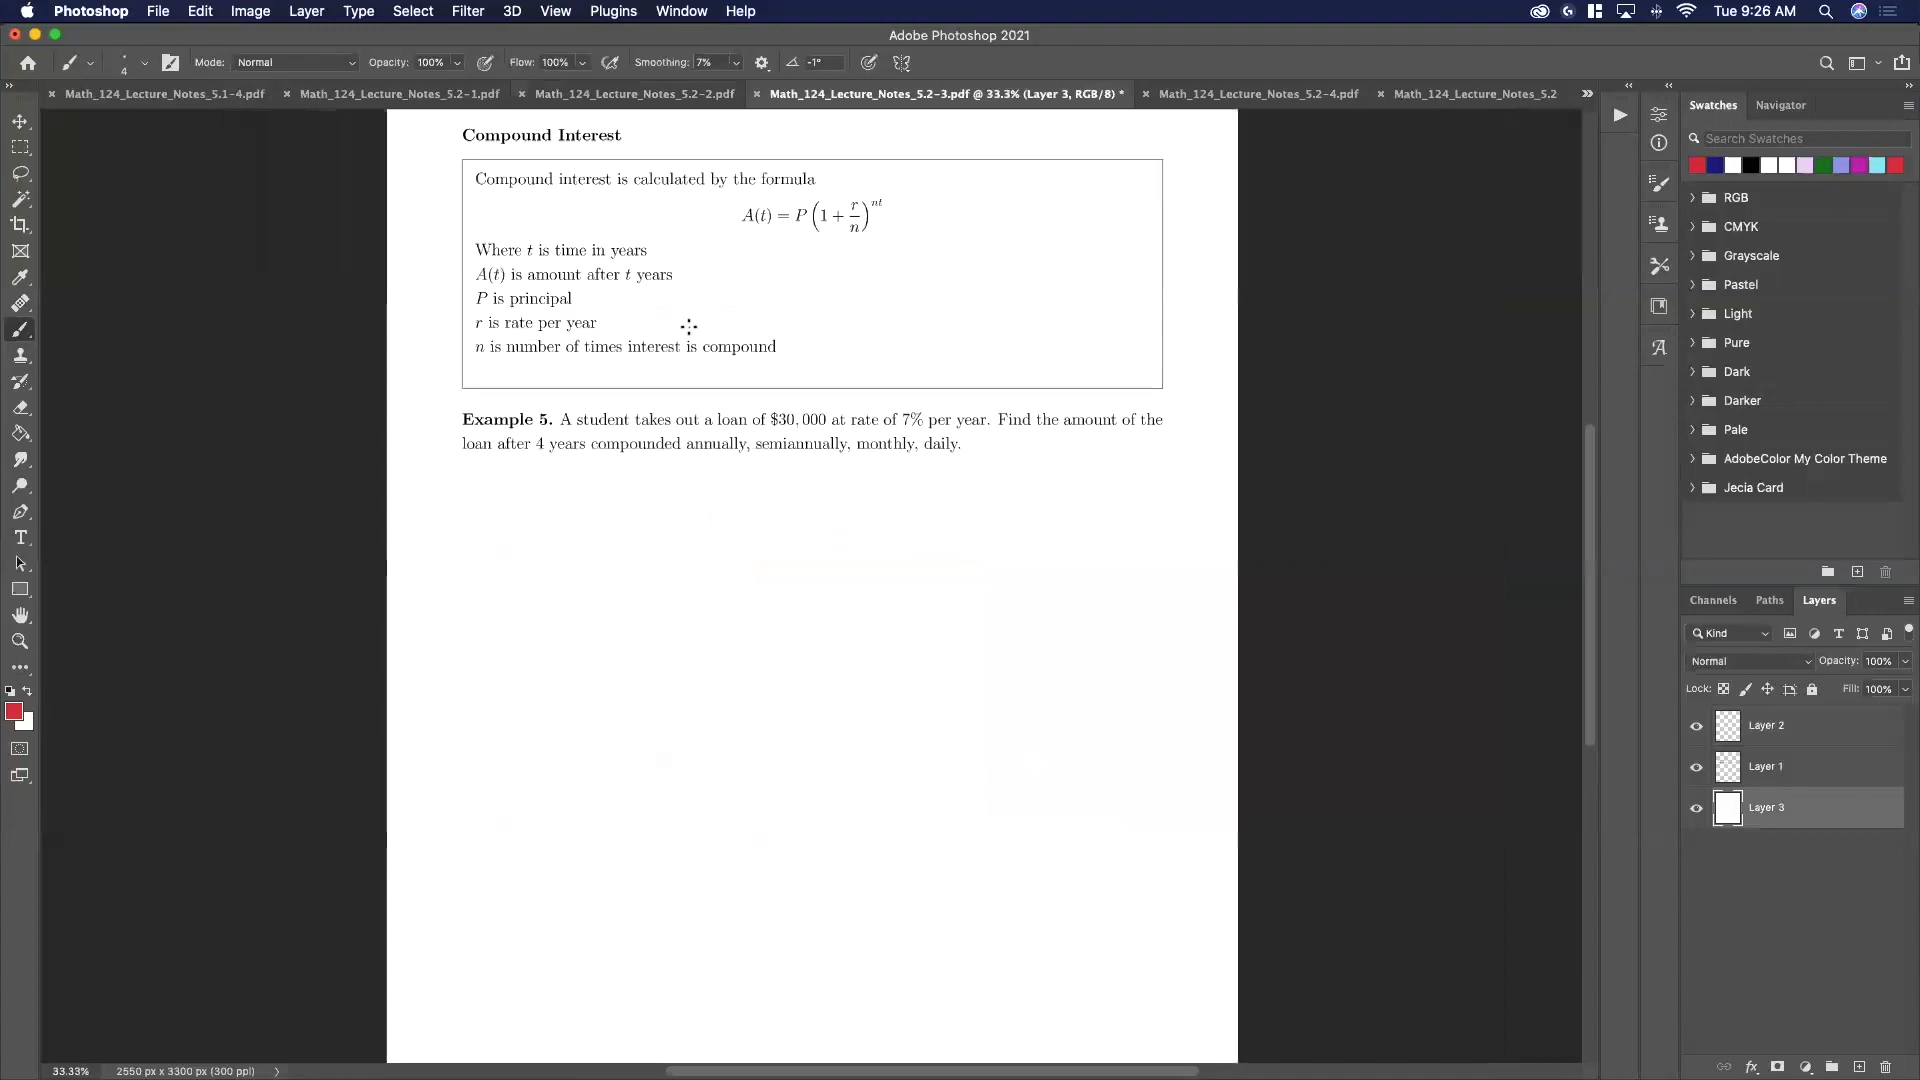 Photoshop File Edit Image Layer Type Select Filter 3D View Plugins Window Help Tue 9:26 AM
Adobe Photoshop 2021
4 Mode: Normal Opacity: 100% Flow: 100% Smoothing: 7% -1°
Math_124_Lecture_Notes_5.1-4.pdf Math_124_Lecture_Notes_5.2-1.pdf Math_124_Lecture_Notes_5.2-2.pdf Math_124_Lecture_Notes_5.2-3.pdf @ 33.3% (Layer 3, RGB/8) * Math_124_Lecture_Notes_5.2-4.pdf Math_124_Lecture_Notes_5.2
Compound Interest
Compound interest is calculated by the formula
A(t) = P (1 + r/n)^nt
Where t is time in years
A(t) is amount after t years
P is principal
r is rate per year
n is number of times interest is compound
Example 5. A student takes out a loan of $30,000 at rate of 7% per year. Find the amount of the
loan after 4 years compounded annually, semiannually, monthly, daily.
Swatches Navigator
Search Swatches
RGB
CMYK
Grayscale
Pastel
Light
Pure
Dark
Darker
Pale
AdobeColor My Color Theme
Jecia Card
Channels Paths Layers
Kind
Normal Opacity: 100%
Lock: Fill: 100%
Layer 2
Layer 1
Layer 3
33.33% 2550 px x 3300 px (300 ppi)